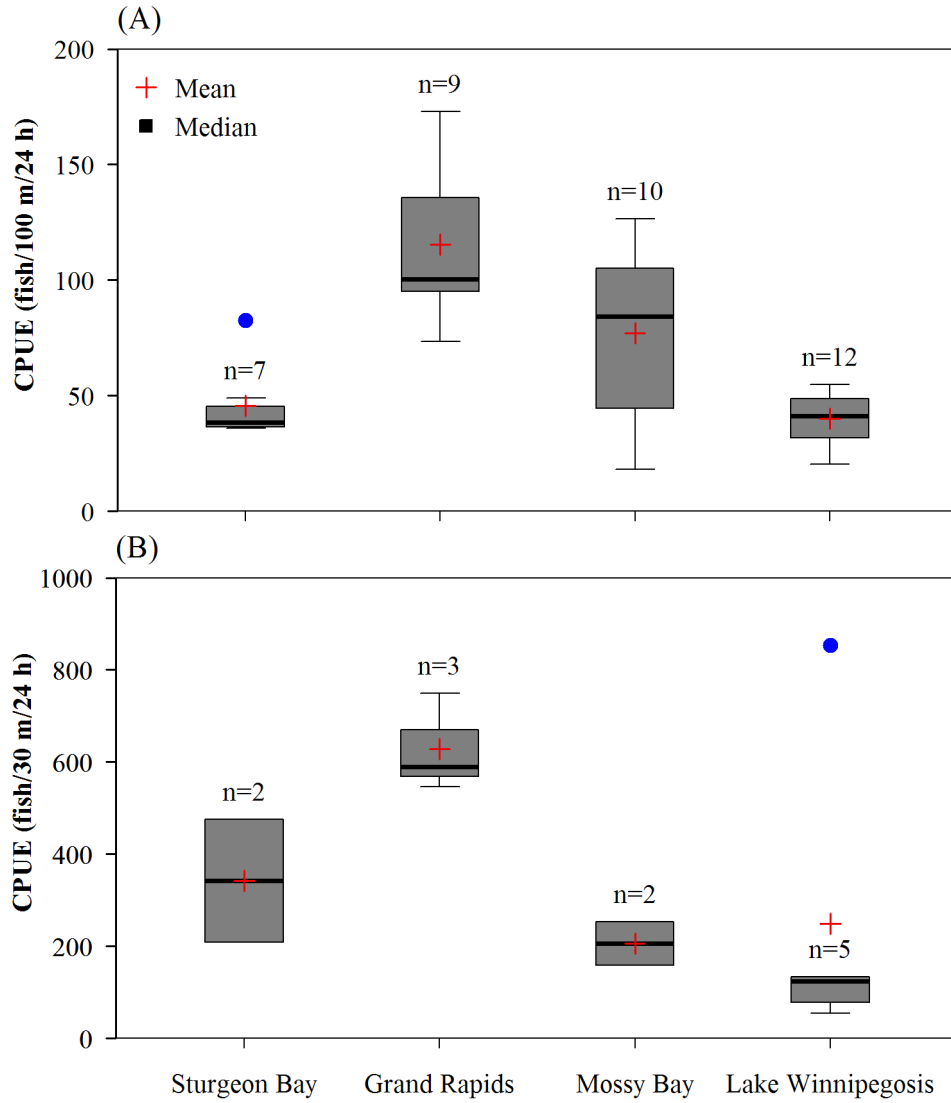 (A)
CPUE (fish/100 m/24 h)
200
150
100
50
0
Mean
Median
n=7
n=9
n=10
n=12
(B)
CPUE (fish/30 m/24 h)
1000
800
600
400
200
0
n=2
n=3
n=2
n=5
Sturgeon Bay
Grand Rapids
Mossy Bay
Lake Winnipegosis